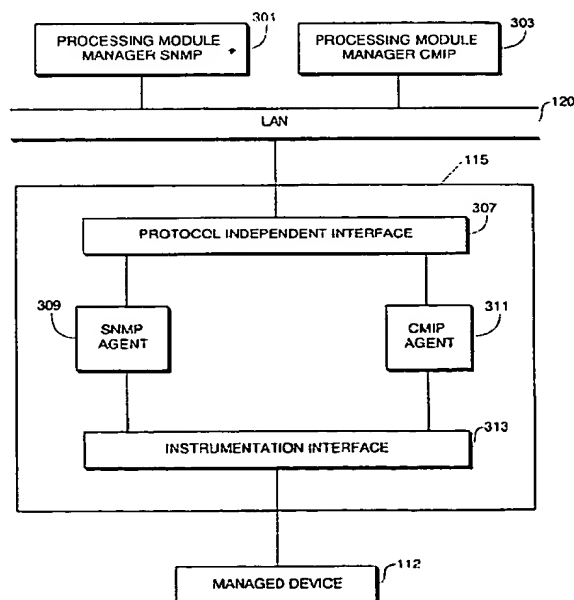 301
PROCESSING MODULE
MANAGER SNMP
303
PROCESSING MODULE
MANAGER CMIP
120
LAN
115
307
PROTOCOL INDEPENDENT INTERFACE
309
SNMP
AGENT
311
CMIP
AGENT
313
INSTRUMENTATION INTERFACE
112
MANAGED DEVICE